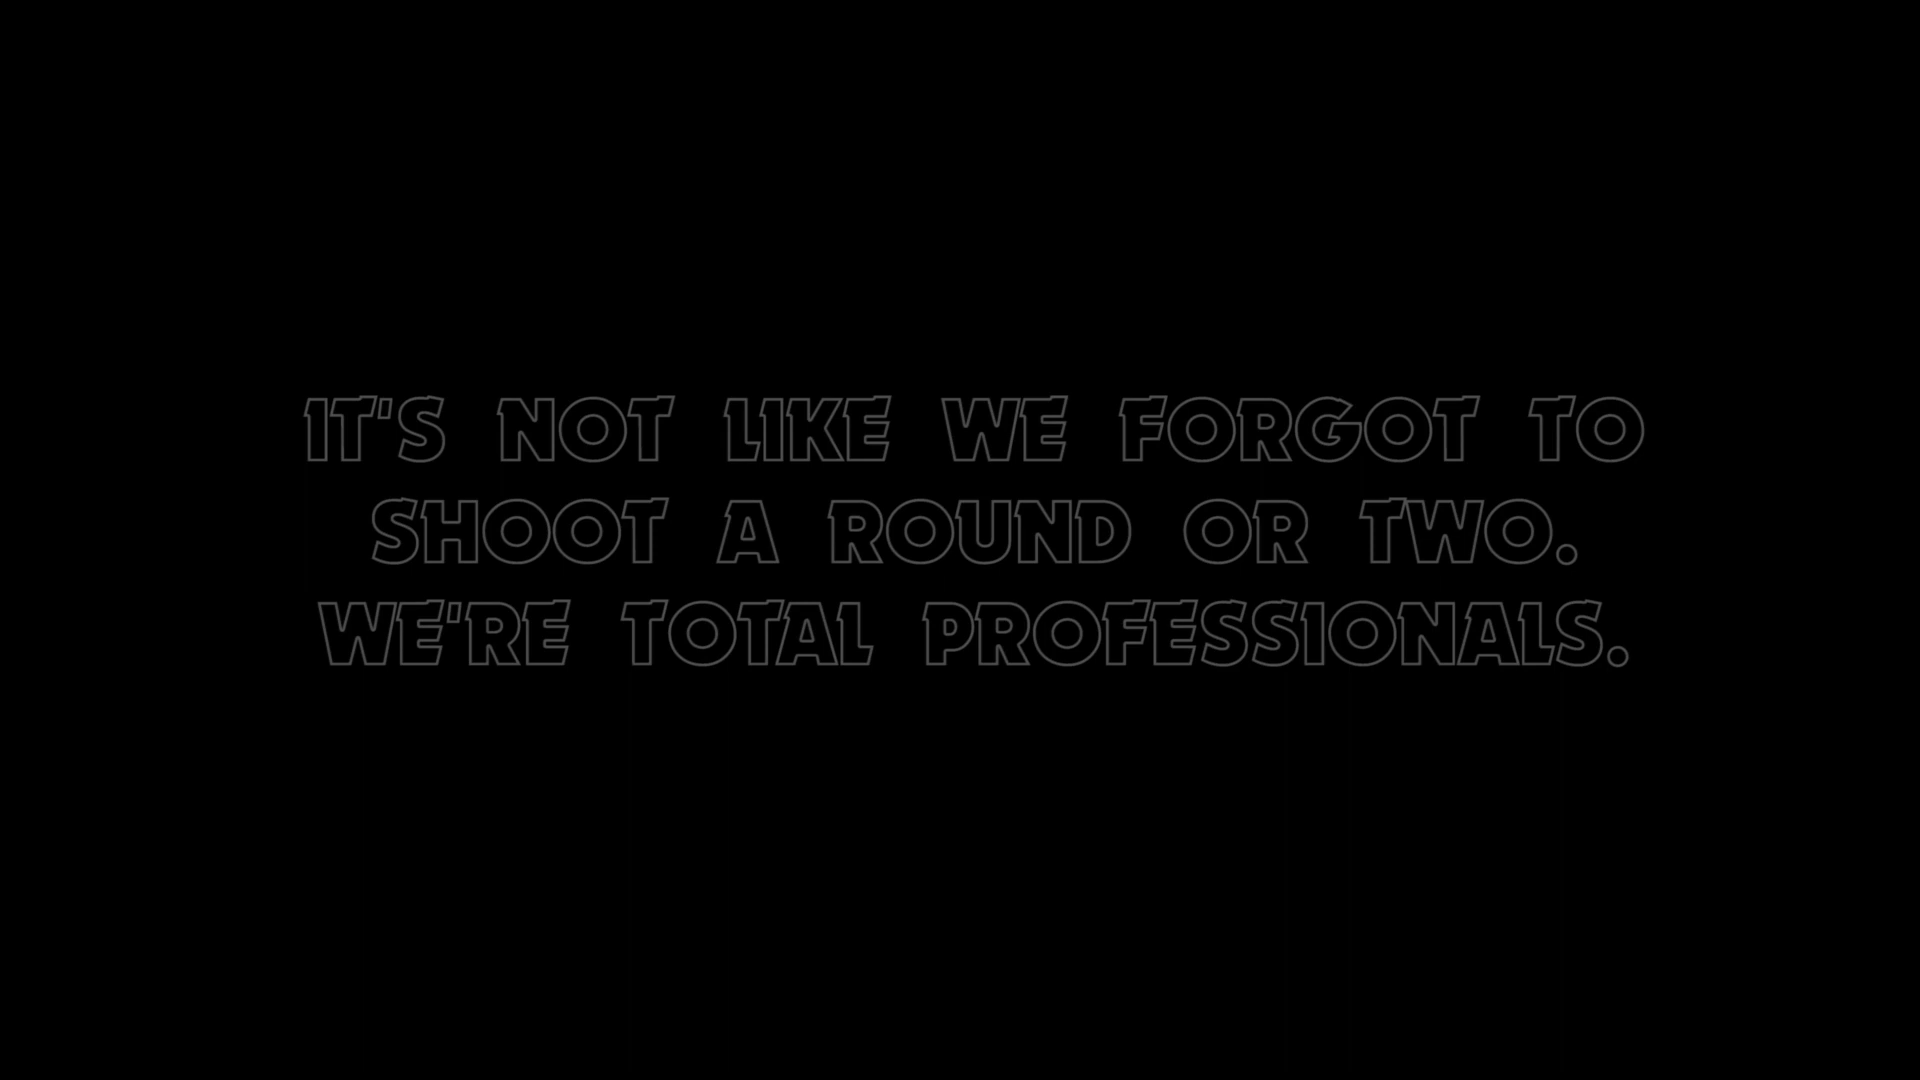 IT'S NOT LIKE WE FORGOT TO
SHOOT A ROUND OR TWO.
WE'RE TOTAL PROFESSIONALS.